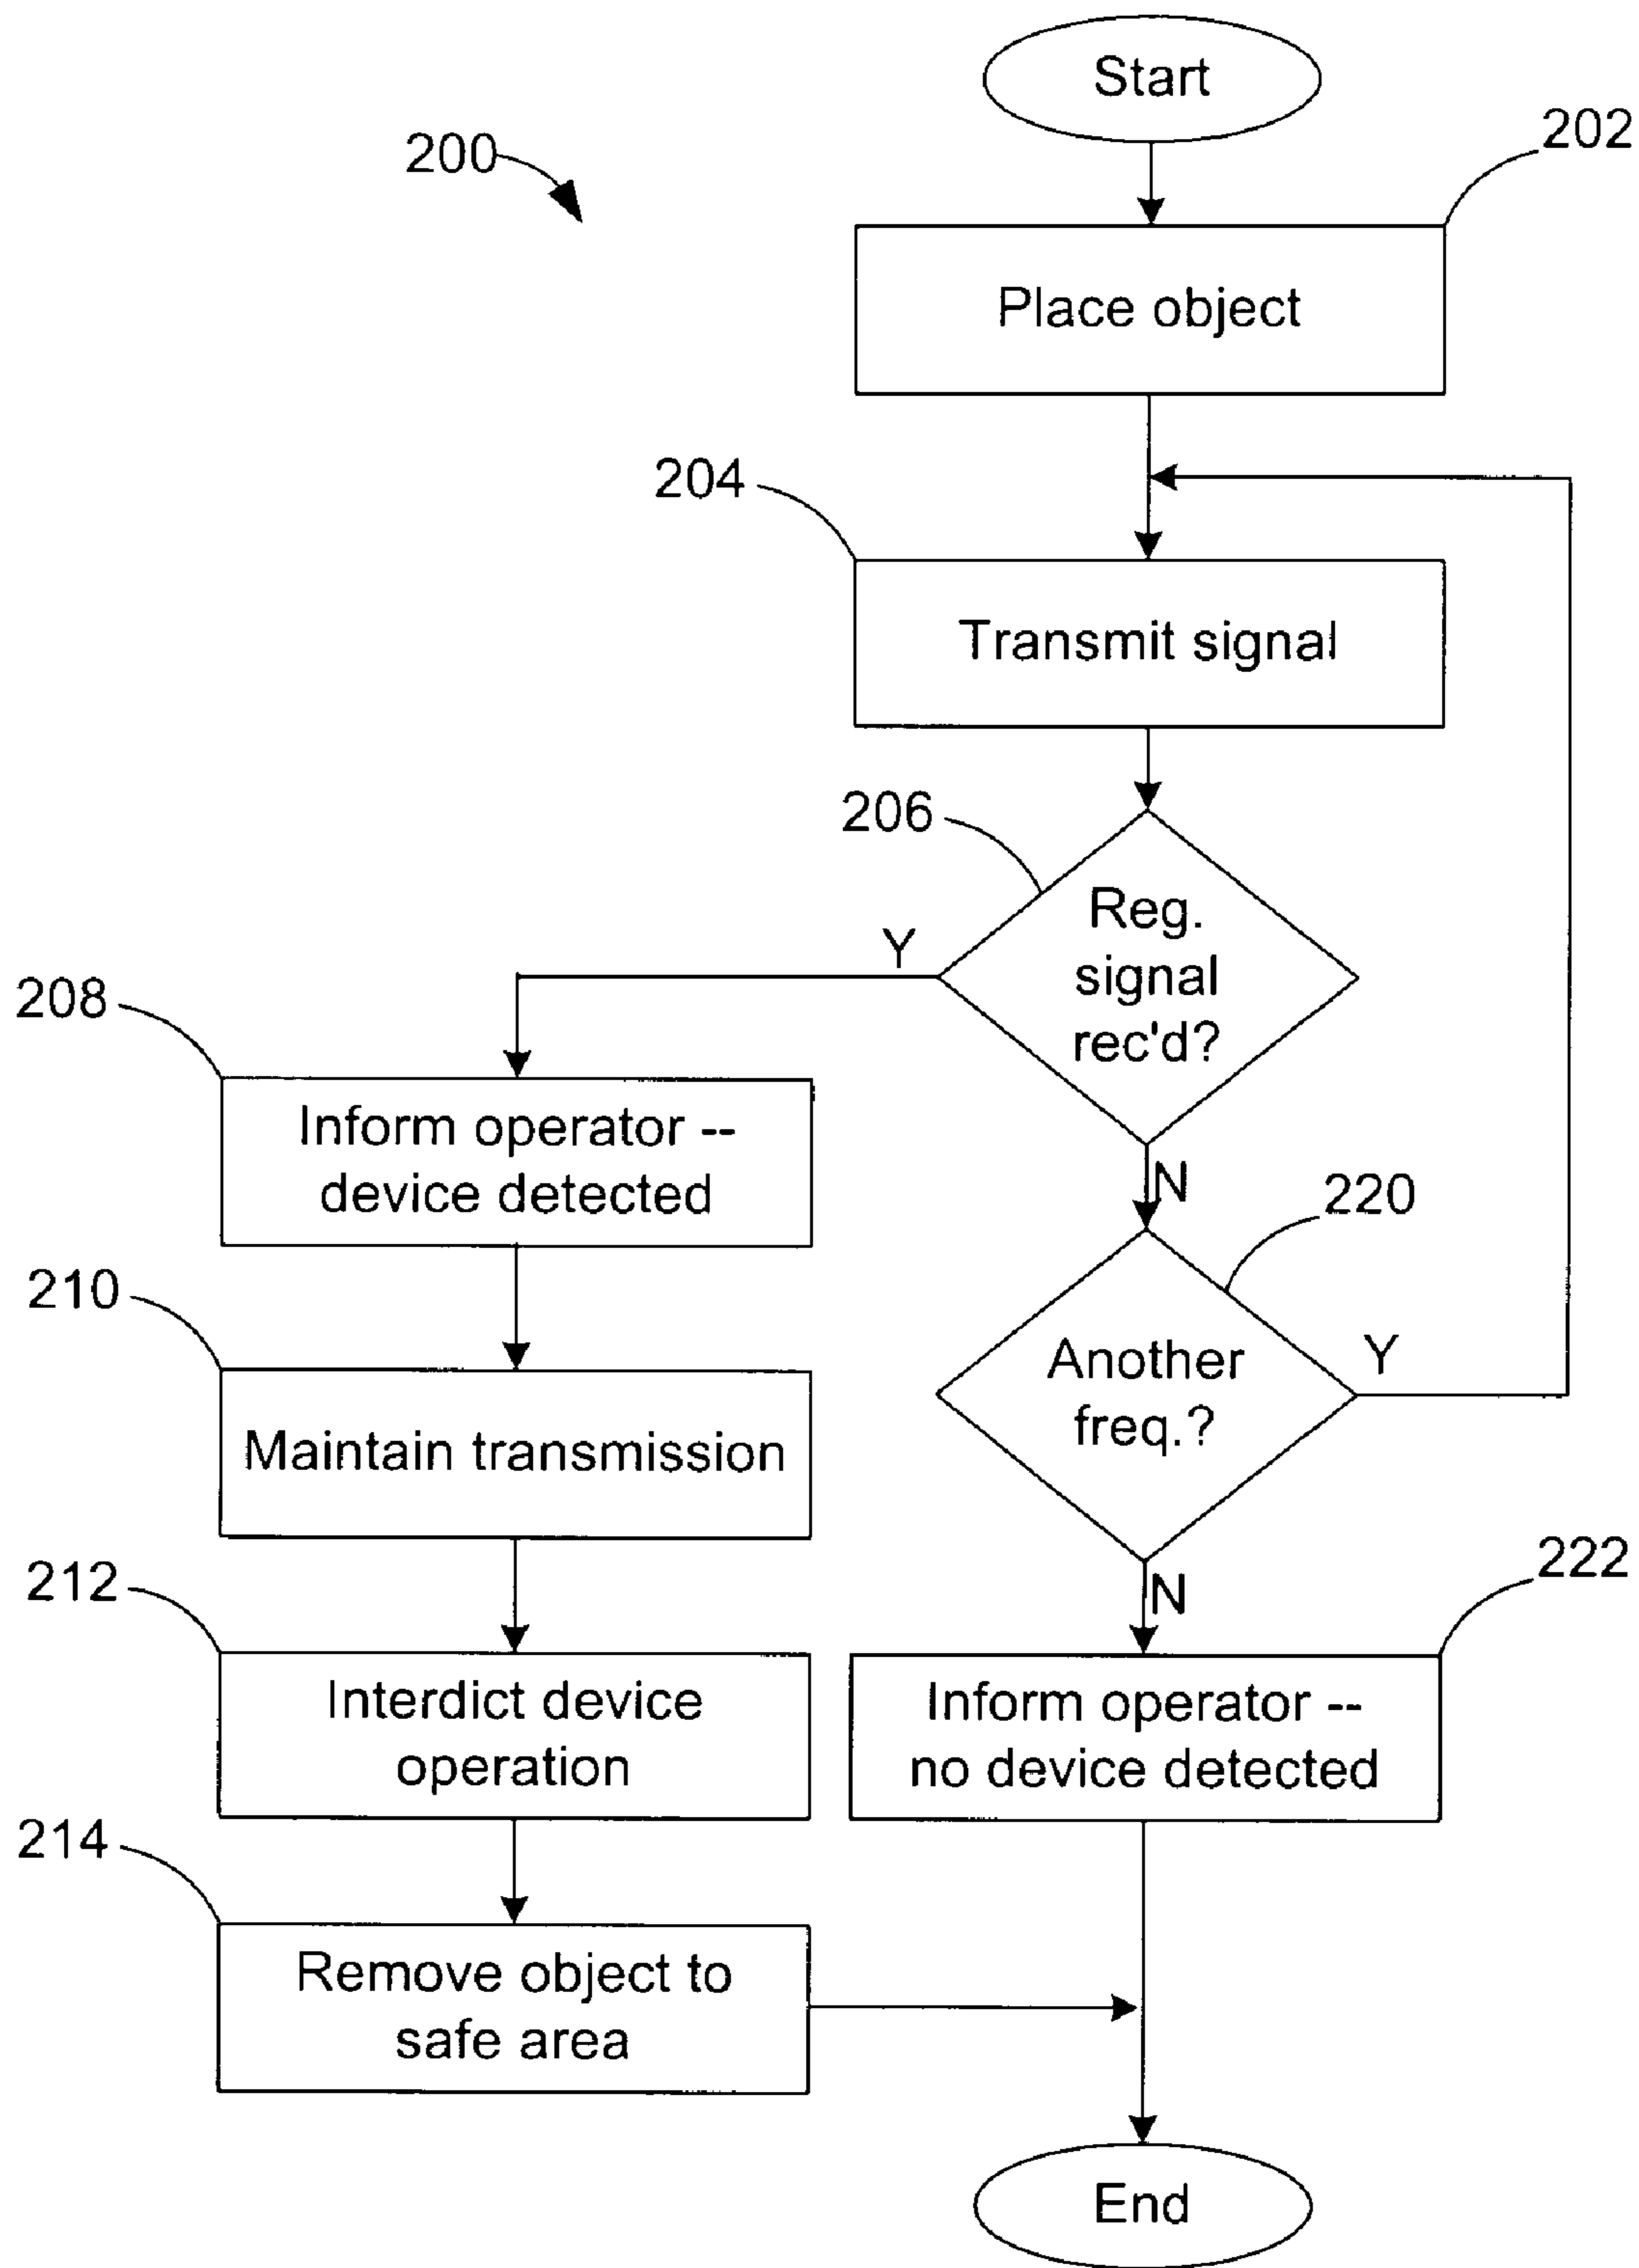 Start
200
202
Place object
204
Transmit signal
206
Reg.
signal
rec'd?
Y
208
Inform operator --
device detected
N
220
210
Another
freq.?
Y
Maintain transmission
212
N
222
Interdict device
operation
Inform operator --
no device detected
214
Remove object to
safe area
End